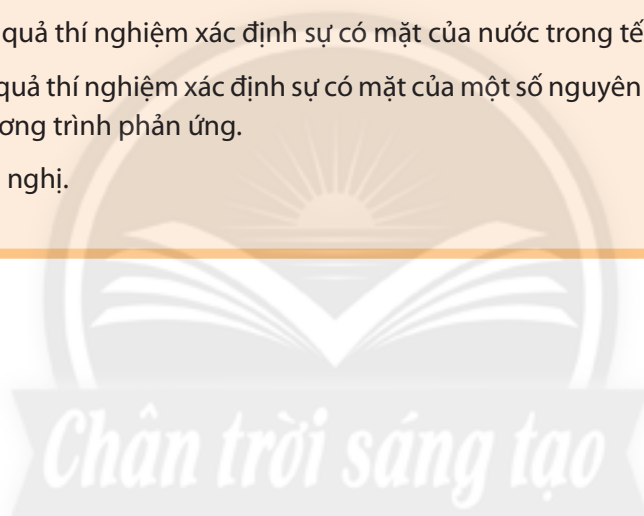 quả thí nghiệm xác định sự có mặt của nước trong tế
quả thí nghiệm xác định sự có mặt của một số nguyên
ơng trình phản ứng.
nghị.
Chân trời sáng tạo